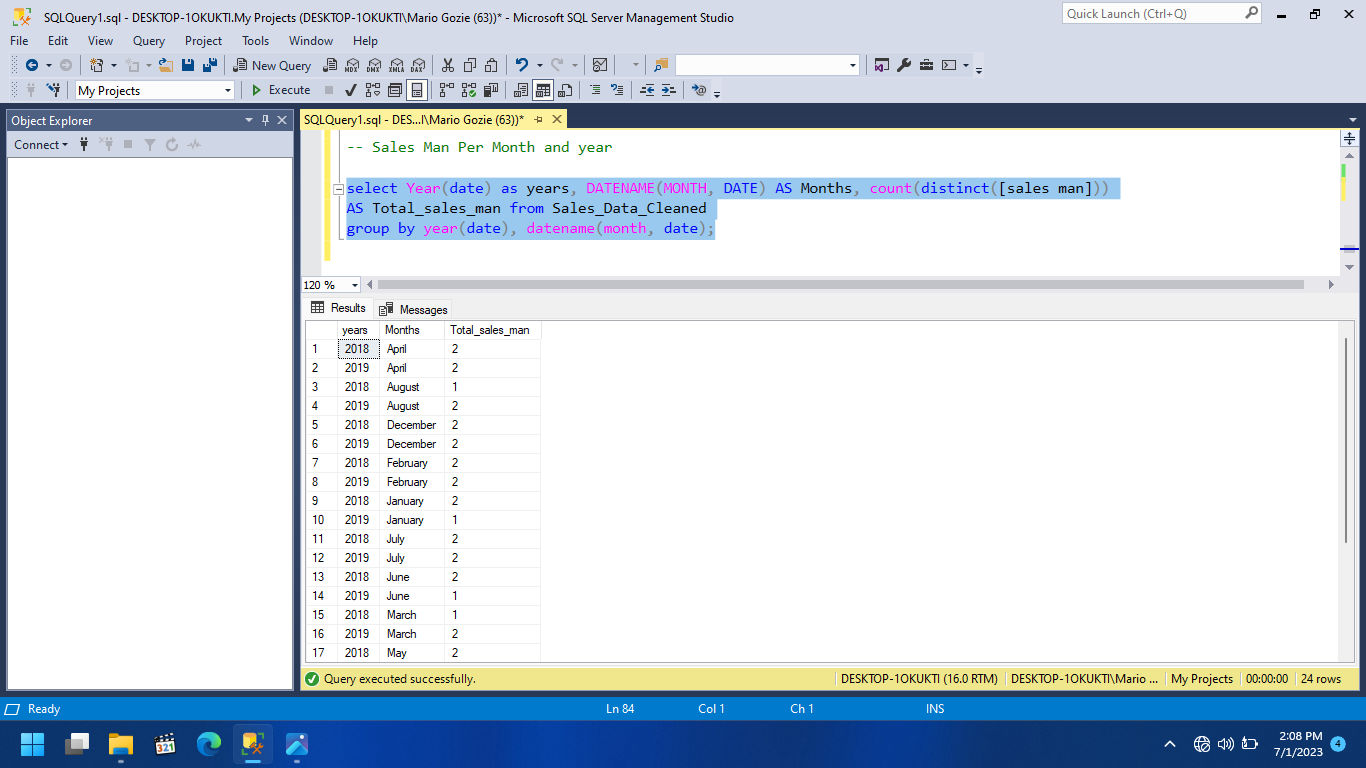 SQLQuery1.sql - DESKTOP-1OKUKTI.My Projects (DESKTOP-1OKUKTI\Mario Gozie (63))* - Microsoft SQL Server Management Studio
Quick Launch (Ctrl+Q)
File Edit View Query Project Tools Window Help
New Query MDX DMX XMLA DAX
My Projects Execute
Object Explorer
Connect
SQLQuery1.sql - DES...I\Mario Gozie (63))*
-- Sales Man Per Month and year
select Year(date) as years, DATENAME(MONTH, DATE) AS Months, count(distinct([sales man]))
AS Total_sales_man from Sales_Data_Cleaned
group by year(date), datename(month, date);
120 %
Results Messages
years Months Total_sales_man
1 2018 April 2
2 2019 April 2
3 2018 August 1
4 2019 August 2
5 2018 December 2
6 2019 December 2
7 2018 February 2
8 2019 February 2
9 2018 January 2
10 2019 January 1
11 2018 July 2
12 2019 July 2
13 2018 June 2
14 2019 June 1
15 2018 March 1
16 2019 March 2
17 2018 May 2
Query executed successfully. DESKTOP-1OKUKTI (16.0 RTM) DESKTOP-1OKUKTI\Mario ... My Projects 00:00:00 24 rows
Ready Ln 84 Col 1 Ch 1 INS
321
2:08 PM
7/1/2023 4